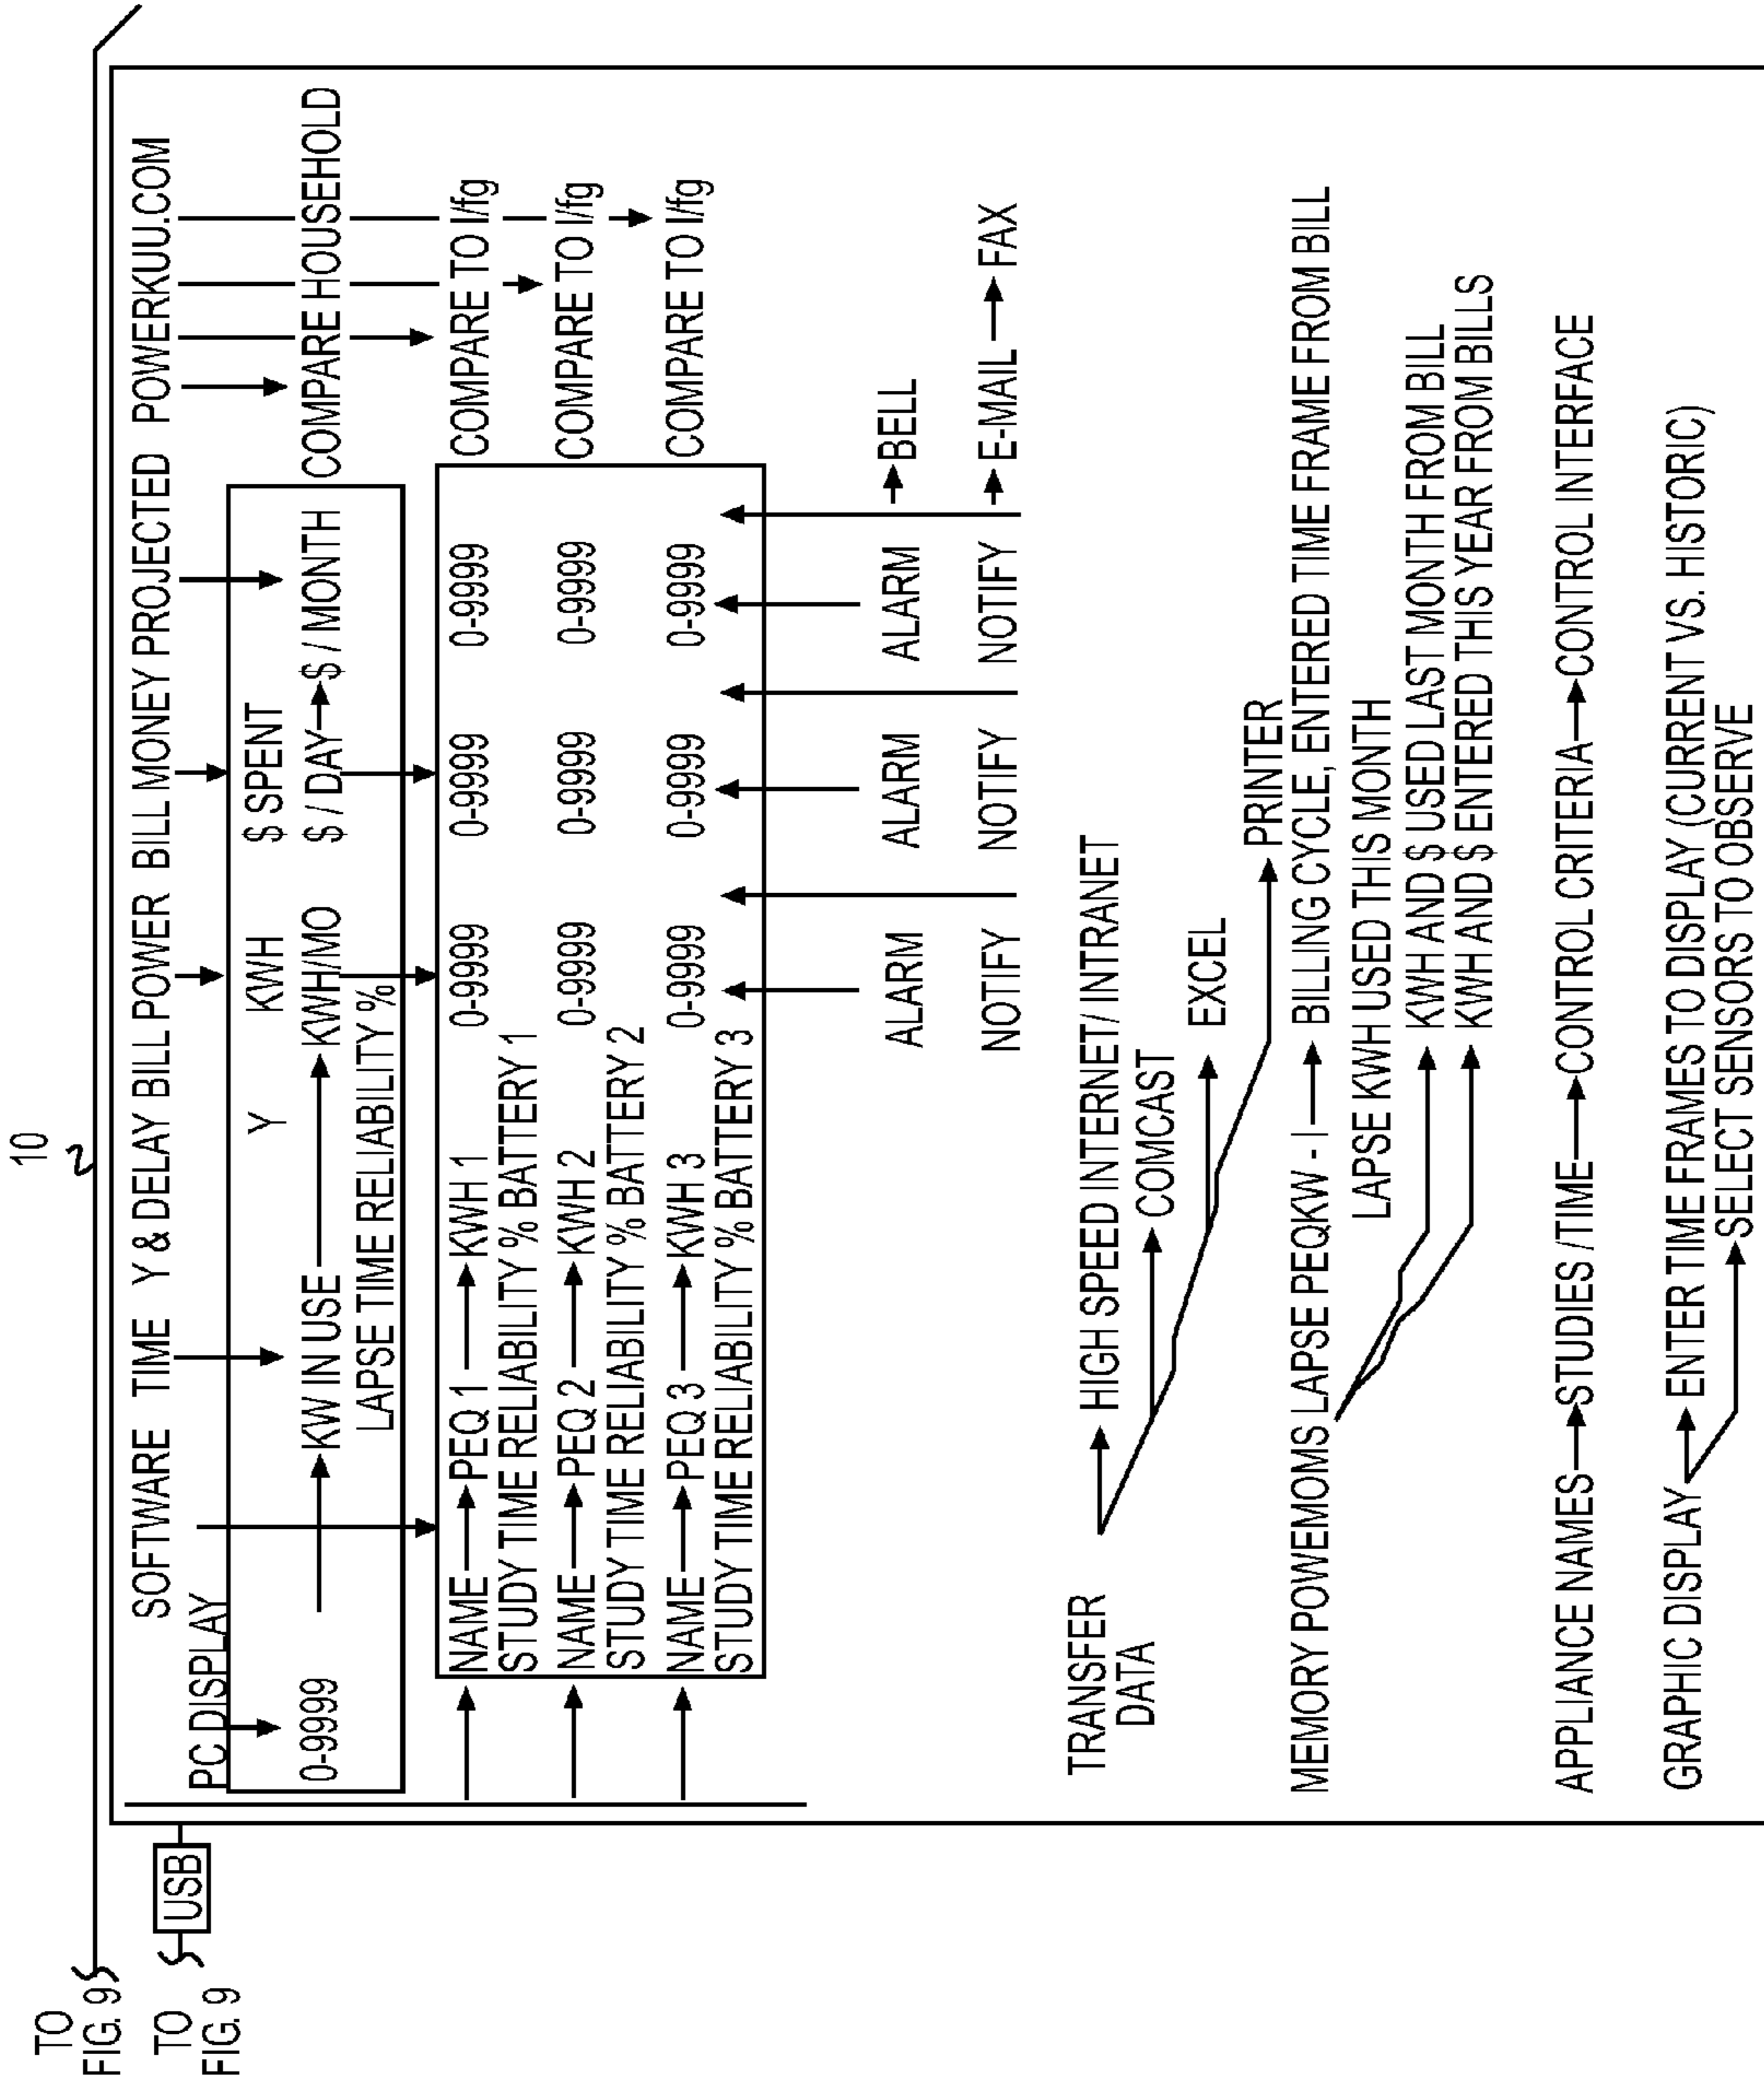 10
TO
FIG. 9
TO
FIG. 9
USB
SOFTWARE TIME Y & DELAY BILL POWER BILL MONEY PROJECTED POWERKUU.COM
PC DISPLAY
Y KWH $ SPENT
0-9999 KW IN USE KWH/MO $ / DAY $ / MONTH COMPARE HOUSEHOLD
LAPSE TIME RELIABILITY %
NAME PEQ 1 KWH 1 0-9999 0-9999 0-9999 COMPARE TO I/fg
STUDY TIME RELIABILITY % BATTERY 1
NAME PEQ 2 KWH 2 0-9999 0-9999 0-9999 COMPARE TO I/fg
STUDY TIME RELIABILITY % BATTERY 2
NAME PEQ 3 KWH 3 0-9999 0-9999 0-9999 COMPARE TO I/fg
STUDY TIME RELIABILITY % BATTERY 3
ALARM ALARM ALARM BELL
NOTIFY NOTIFY NOTIFY E-MAIL FAX
TRANSFER
DATA
HIGH SPEED INTERNET/ INTRANET
COMCAST
EXCEL
PRINTER
MEMORY POWEMOMS LAPSE PEQKW - I BILLING CYCLE, ENTERED TIME FRAME FROM BILL
LAPSE KWH USED THIS MONTH
KWH AND $ USED LAST MONTH FROM BILL
KWH AND $ ENTERED THIS YEAR FROM BILLS
APPLIANCE NAMES STUDIES /TIME CONTROL CRITERIA CONTROL INTERFACE
GRAPHIC DISPLAY ENTER TIME FRAMES TO DISPLAY (CURRENT VS. HISTORIC)
SELECT SENSORS TO OBSERVE